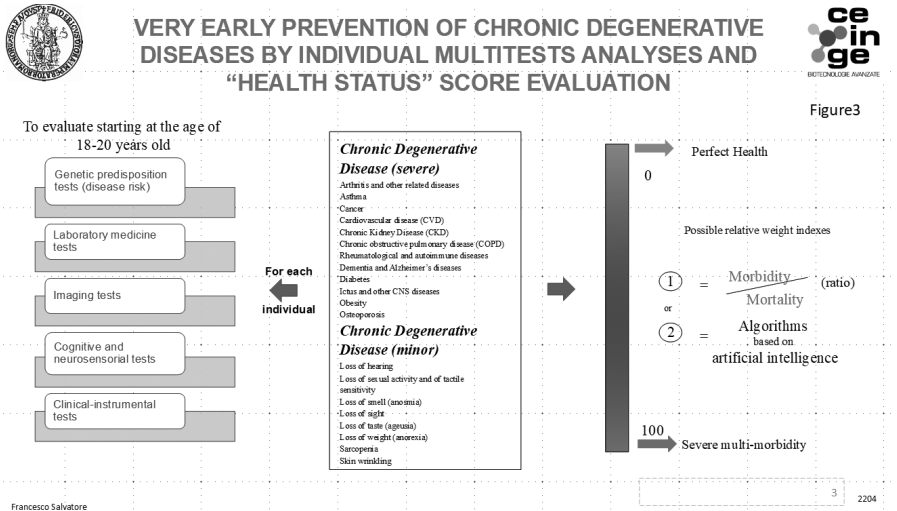 VERY EARLY PREVENTION OF CHRONIC DEGENERATIVE
DISEASES BY INDIVIDUAL MULTITESTS ANALYSES AND
“HEALTH STATUS” SCORE EVALUATION
ce
in
ge
BIOTECNOLOGIE AVANZATE
Figure3
To evaluate starting at the age of
18-20 years old
Genetic predisposition
tests (disease risk)
Laboratory medicine
tests
Imaging tests
Cognitive and
neurosensorial tests
Clinical-instrumental
tests
For each
individual
Chronic Degenerative
Disease (severe)
Arthritis and other related diseases
Asthma
Cancer
Cardiovascular disease (CVD)
Chronic Kidney Disease (CKD)
Chronic obstructive pulmonary disease (COPD)
Rheumatological and autoimmune diseases
Dementia and Alzheimer’s diseases
Diabetes
Ictus and other CNS diseases
Obesity
Osteoporosis
Chronic Degenerative
Disease (minor)
Loss of hearing
Loss of sexual activity and of tactile
sensitivity
Loss of smell (anosmia)
Loss of sight
Loss of taste (ageusia)
Loss of weight (anorexia)
Sarcopenia
Skin wrinkling
Perfect Health
0
Possible relative weight indexes
1 = Morbidity
Mortality
(ratio)
or
2 = Algorithms
based on
artificial intelligence
100
Severe multi-morbidity
3
2204
Francesco Salvatore